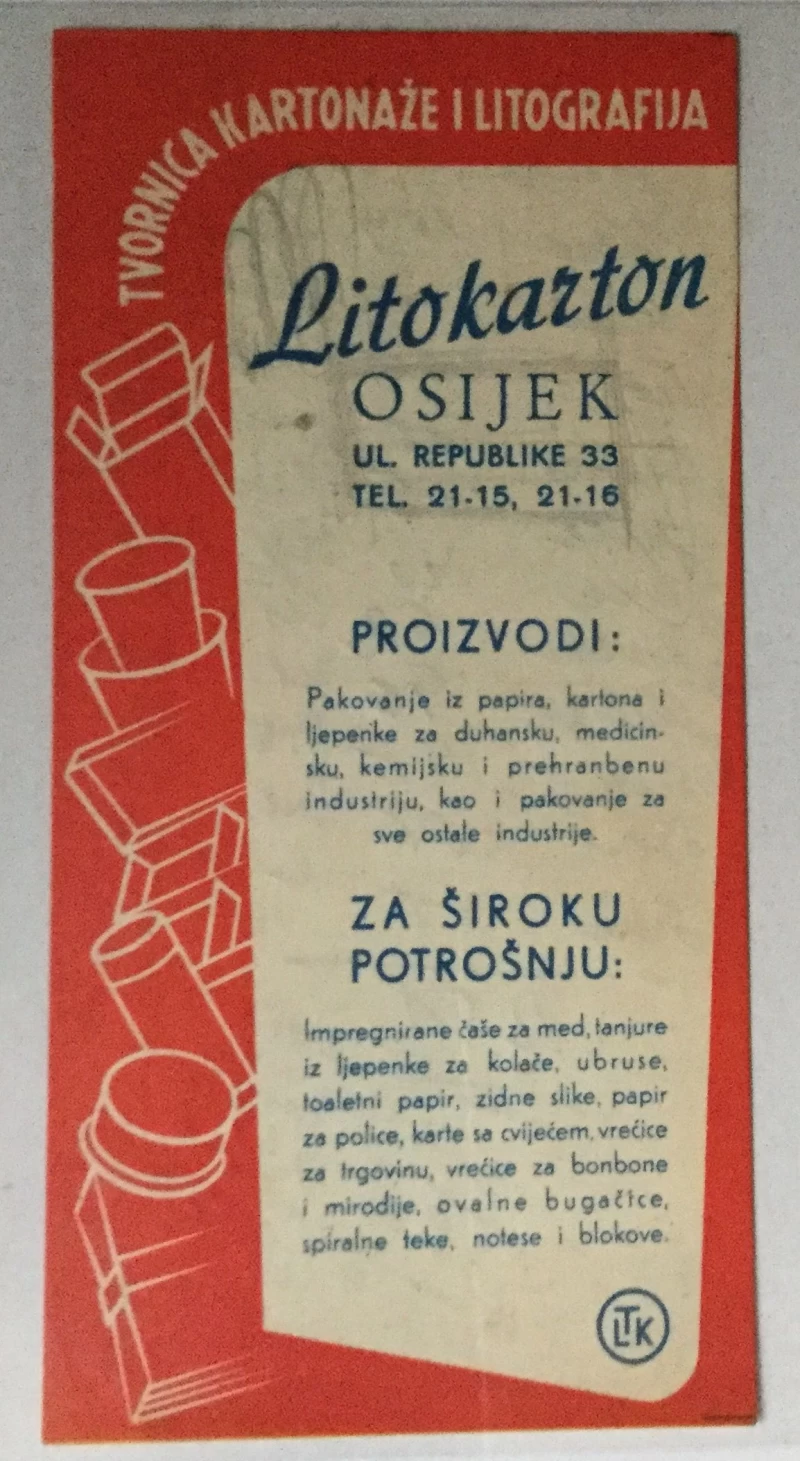 TVORNICA KARTONAŽE I LITOGRAFIJA
Litokarton
OSIJEK
UL. REPUBLIKE 33
TEL. 21-15, 21-16
PROIZVODI:
Pakovanje iz papira, kartona i
ljepenke za duhansku, medicin-
sku, kemijsku i prehranbenu
industriju, kao i pakovanje za
sve ostale industrije.
ZA ŠIROKU
POTROŠNJU:
Impregnirane čaše za med, tanjure
iz ljepenke za kolače, ubruse,
toaletni papir, zidne slike, papir
za police, karte sa cvijećem, vrećice
za trgovinu, vrećice za bonbone
i mirodije, ovalne bugačice,
spiralne teke, notese i blokove.
LTK